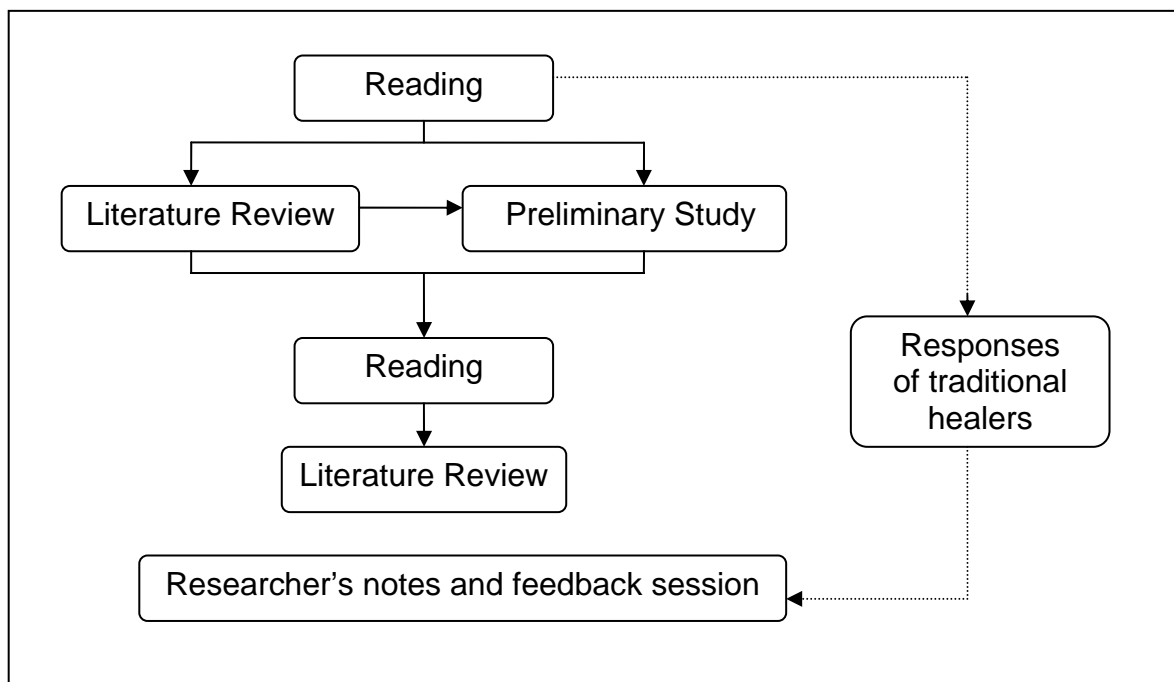 Reading
Literature Review
Preliminary Study
Reading
Responses
of traditional
healers
Literature Review
Researcher’s notes and feedback session